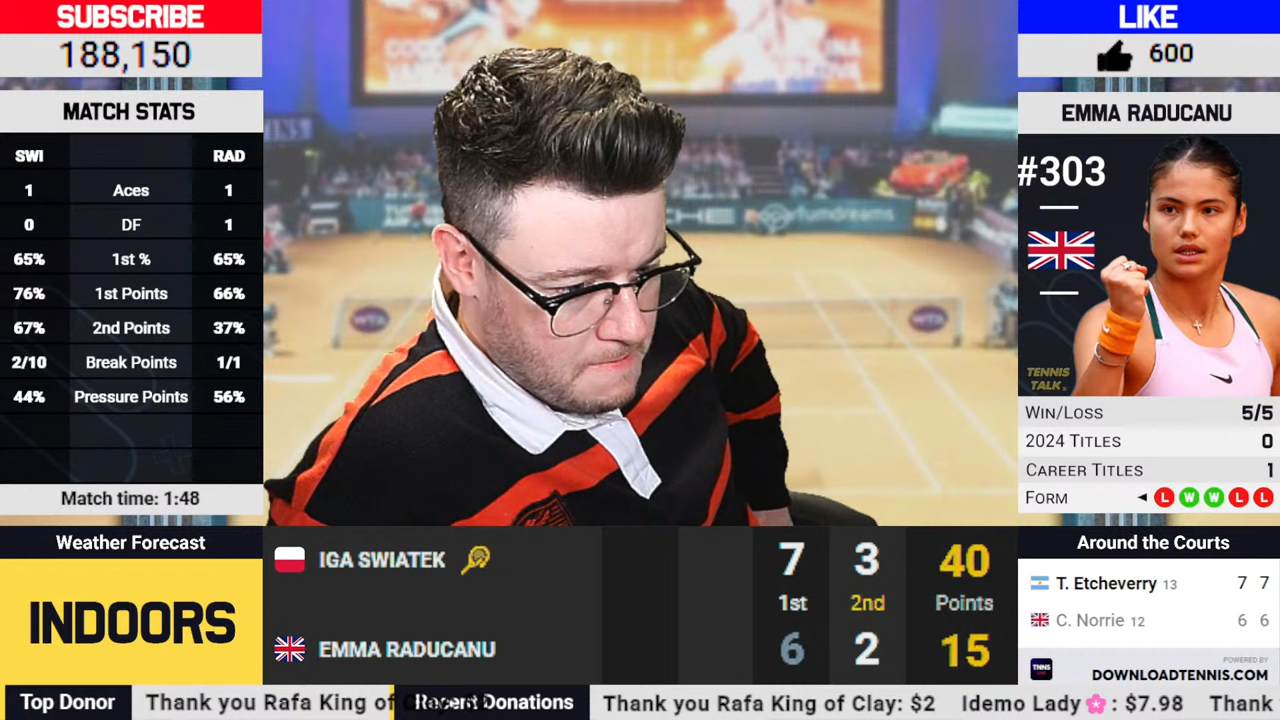 SUBSCRIBE
188,150
MATCH STATS
SWI RAD
1 Aces 1
0 DF 1
65% 1st % 65%
76% 1st Points 66%
67% 2nd Points 37%
2/10 Break Points 1/1
44% Pressure Points 56%
Match time: 1:48
Weather Forecast
INDOORS
LIKE
600
EMMA RADUCANU
#303
TENNIS
TALK
WIN/LOSS 5/5
2024 TITLES 0
CAREER TITLES 1
FORM L W W L L
Around the Courts
T. Etcheverry 13 7 7
C. Norrie 12 6 6
POWERED BY
DOWNLOADTENNIS.COM
IGA SWIATEK 7 3 40
1st 2nd Points
EMMA RADUCANU 6 2 15
Top Donor Thank you Rafa King of
Recent Donations Thank you Rafa King of Clay: $2 Idemo Lady🌸: $7.98 Thank